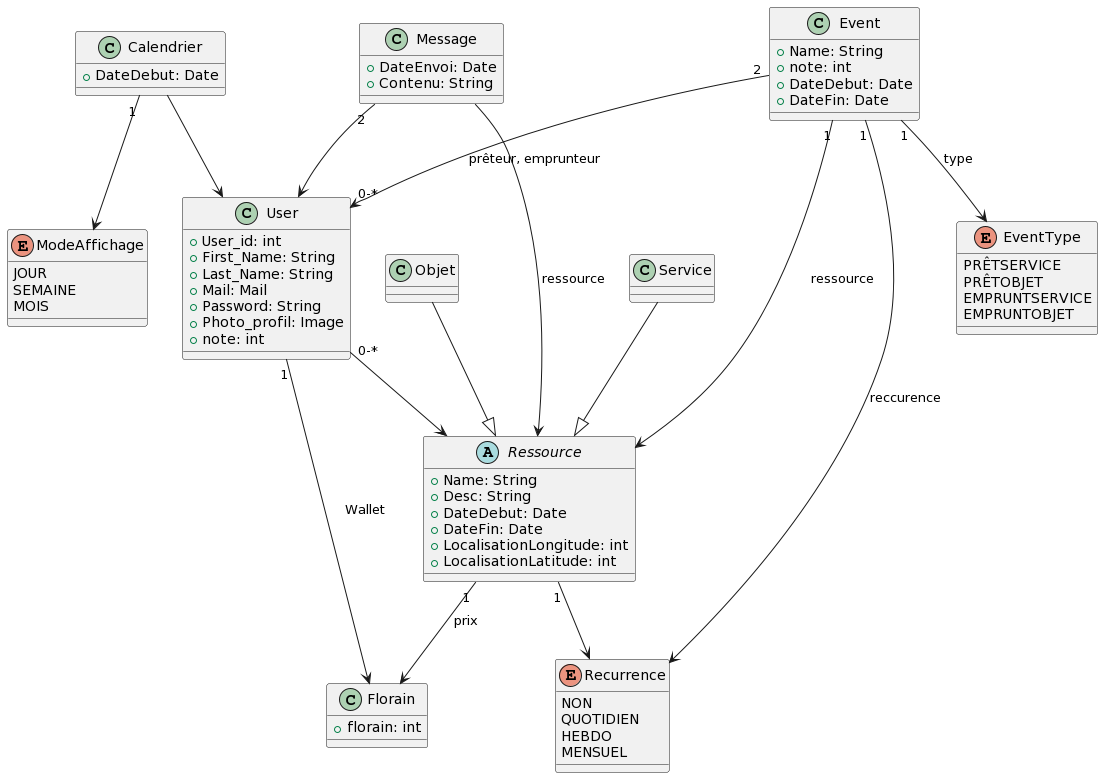 C Calendrier
DateDebut: Date
C Message
DateEnvoi: Date
Contenu: String
C Event
Name: String
note: int
DateDebut: Date
DateFin: Date
1
2
2
1
1
1
prêteur, emprunteur
type
0-*
E ModeAffichage
JOUR
SEMAINE
MOIS
C User
User_id: int
First_Name: String
Last_Name: String
Mail: Mail
Password: String
Photo_profil: Image
note: int
C Objet
C Service
ressource
ressource
E EventType
PRÊTSERVICE
PRÊTOBJET
EMPRUNTSERVICE
EMPRUNTOBJET
0-*
1
reccurence
A Ressource
Name: String
Desc: String
DateDebut: Date
DateFin: Date
LocalisationLongitude: int
LocalisationLatitude: int
Wallet
1
1
prix
C Florain
florain: int
E Recurrence
NON
QUOTIDIEN
HEBDO
MENSUEL